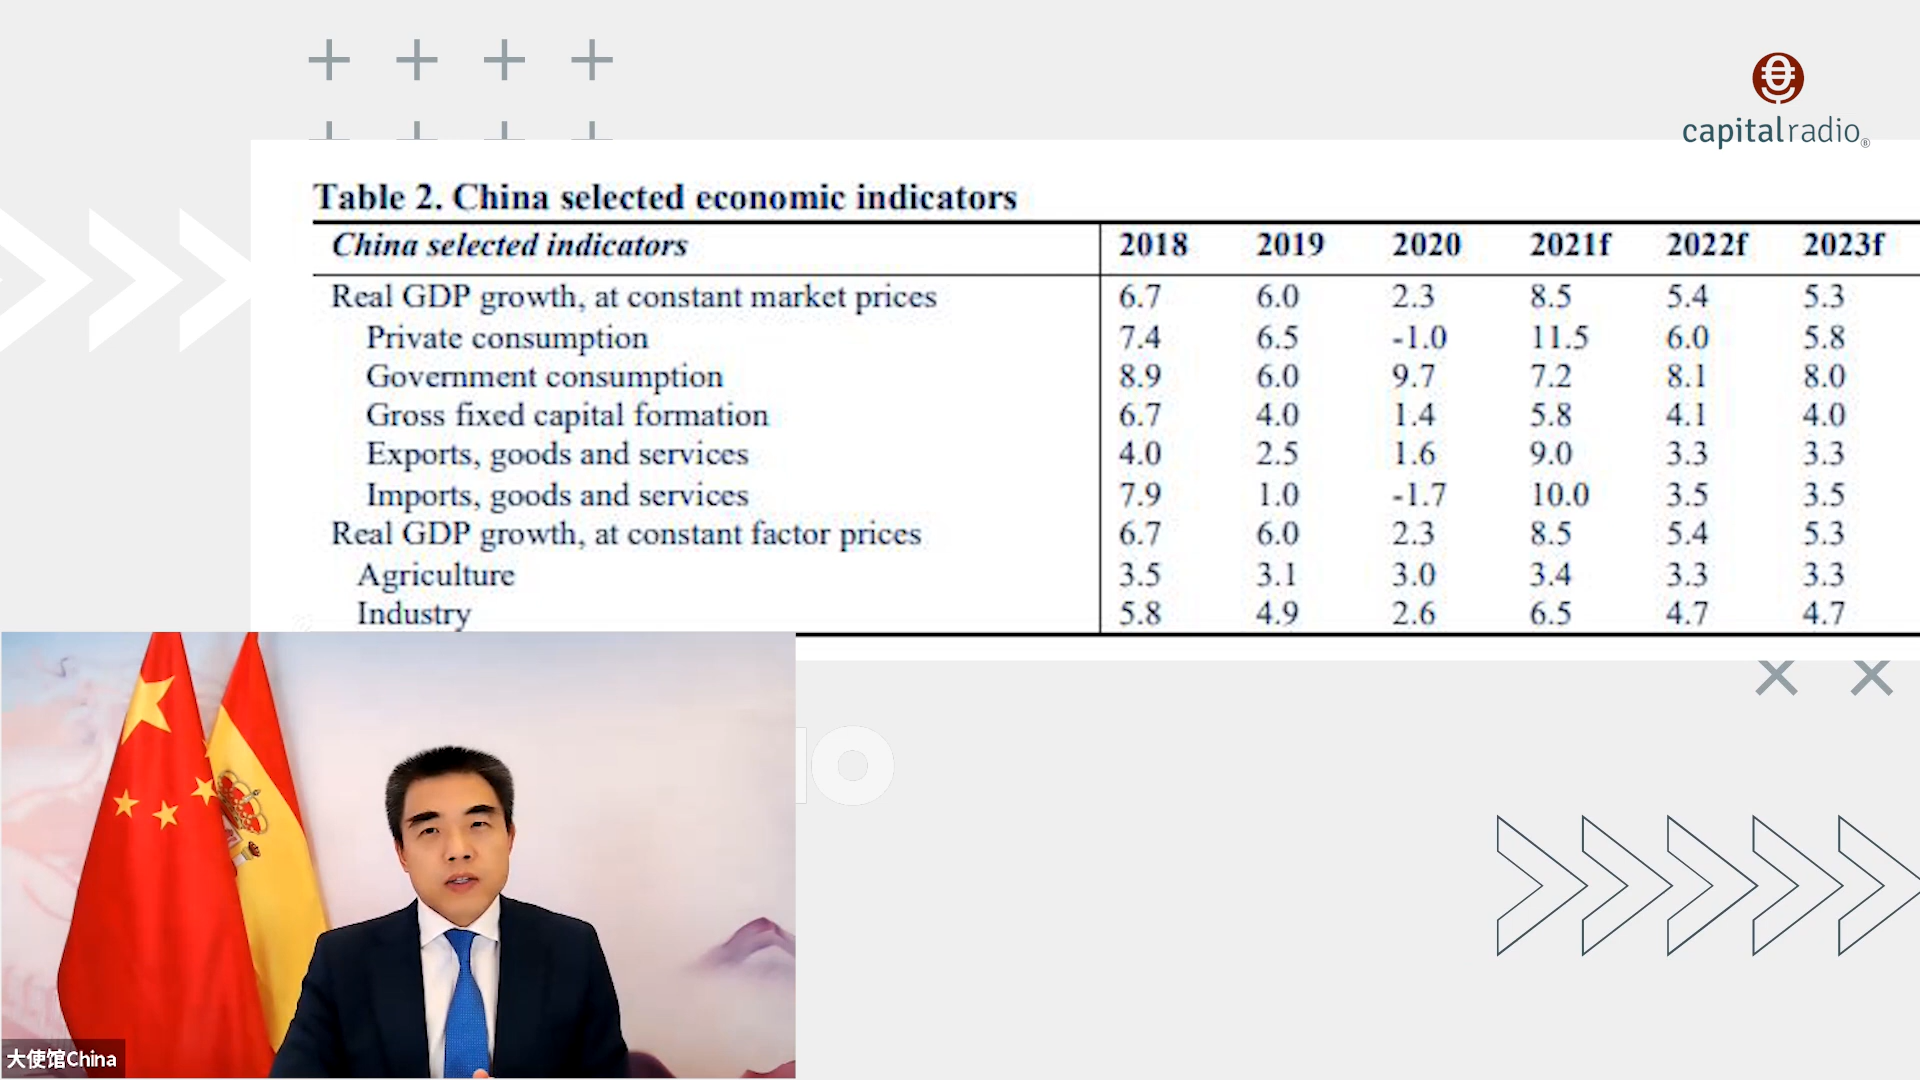 capitalradio®
Table 2. China selected economic indicators
China selected indicators 2018 2019 2020 2021f 2022f 2023f
Real GDP growth, at constant market prices 6.7 6.0 2.3 8.5 5.4 5.3
Private consumption 7.4 6.5 -1.0 11.5 6.0 5.8
Government consumption 8.9 6.0 9.7 7.2 8.1 8.0
Gross fixed capital formation 6.7 4.0 1.4 5.8 4.1 4.0
Exports, goods and services 4.0 2.5 1.6 9.0 3.3 3.3
Imports, goods and services 7.9 1.0 -1.7 10.0 3.5 3.5
Real GDP growth, at constant factor prices 6.7 6.0 2.3 8.5 5.4 5.3
Agriculture 3.5 3.1 3.0 3.4 3.3 3.3
Industry 5.8 4.9 2.6 6.5 4.7 4.7
大使馆China